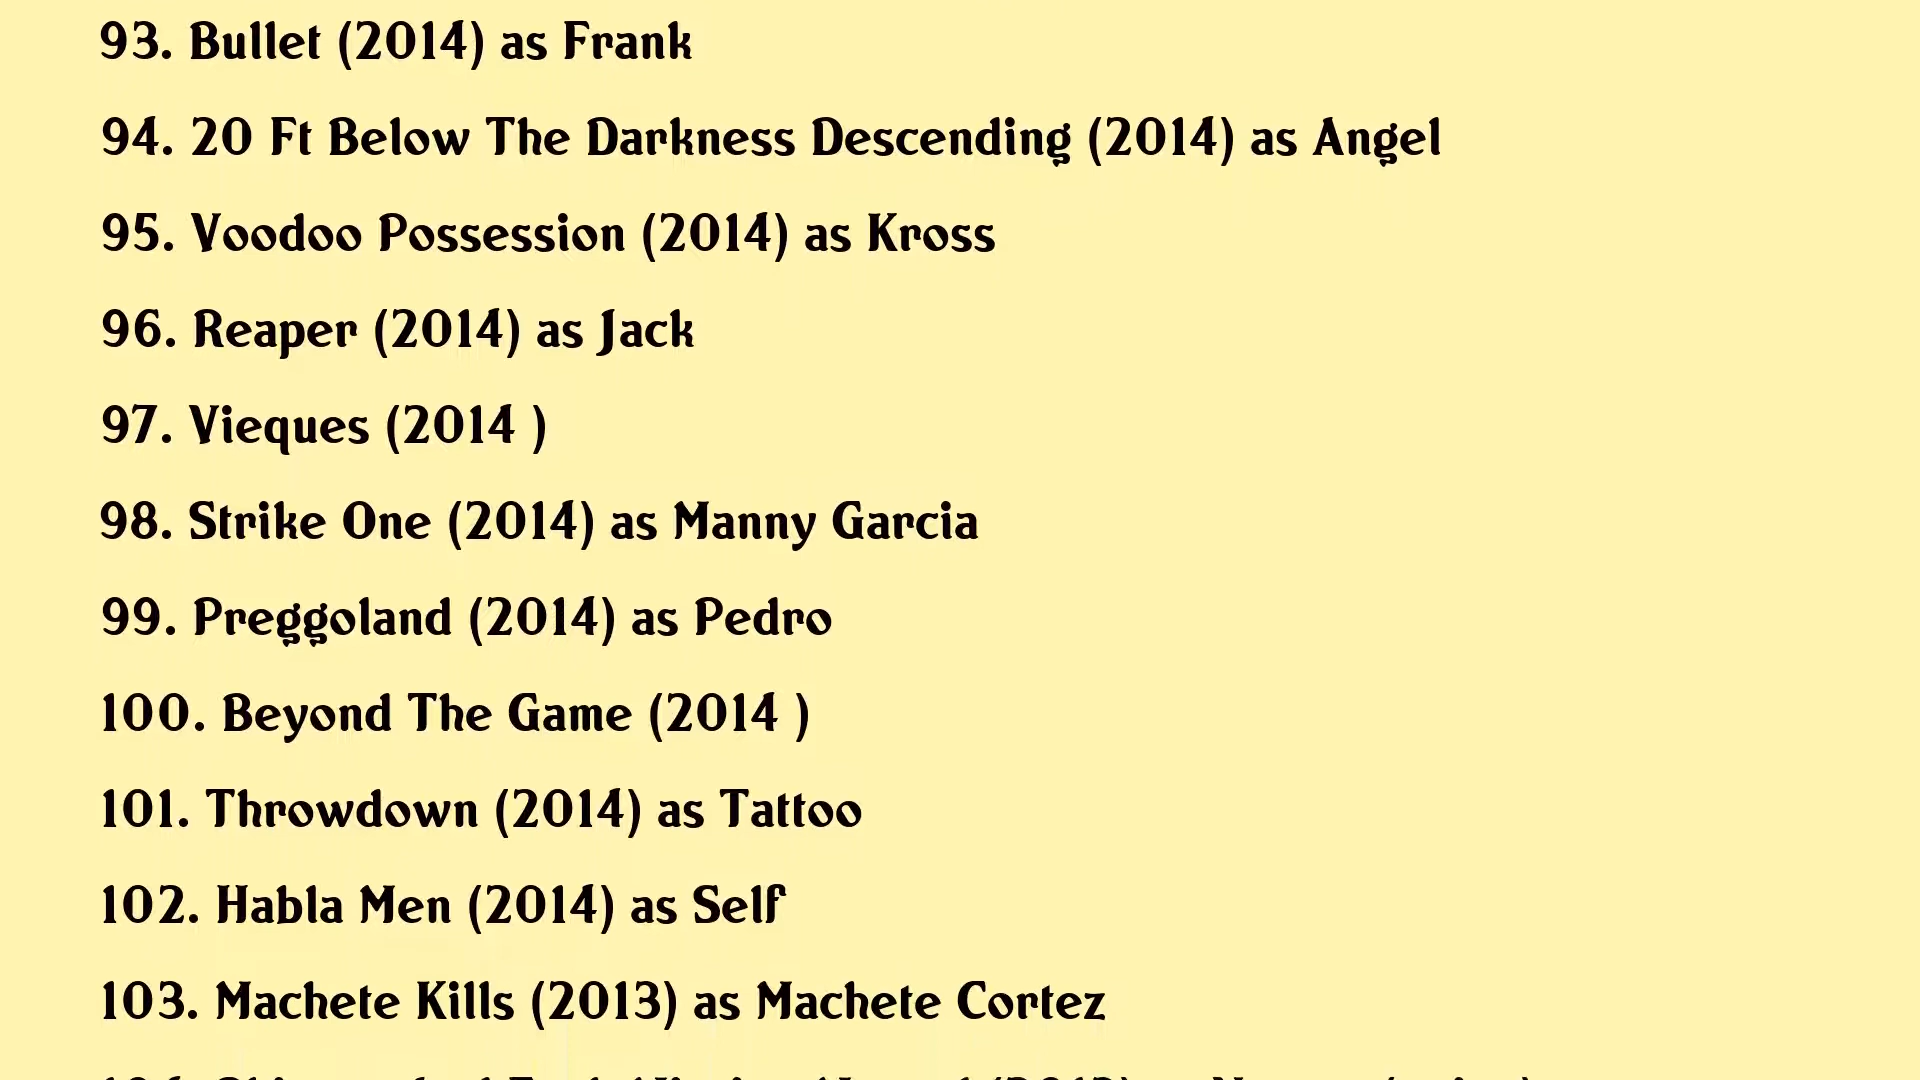 93. Bullet (2014) as Frank
94. 20 Ft Below The Darkness Descending (2014) as Angel
95. Voodoo Possession (2014) as Kross
96. Reaper (2014) as Jack
97. Vieques (2014 )
98. Strike One (2014) as Manny Garcia
99. Preggoland (2014) as Pedro
100. Beyond The Game (2014 )
101. Throwdown (2014) as Tattoo
102. Habla Men (2014) as Self
103. Machete Kills (2013) as Machete Cortez